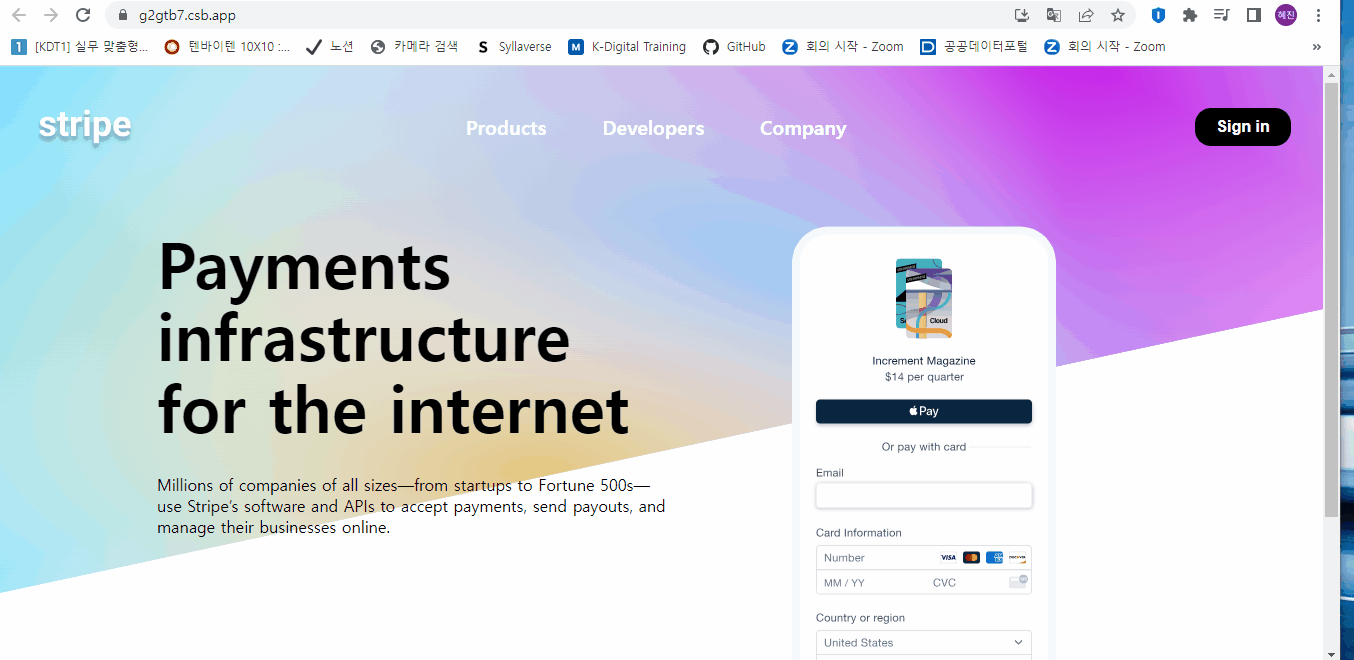 g2gtb7.csb.app
혜진
1 [KDT1] 실무 맞춤형...
텐바이텐 10X10 :...
노션
카메라 검색
S Syllaverse
M K-Digital Training
GitHub
Z 회의 시작 - Zoom
D 공공데이터포털
Z 회의 시작 - Zoom
»
stripe
Products
Developers
Company
Sign in
Payments
infrastructure
for the internet
Millions of companies of all sizes—from startups to Fortune 500s—
use Stripe’s software and APIs to accept payments, send payouts, and
manage their businesses online.
Cloud
Increment Magazine
$14 per quarter
Pay
Or pay with card
Email
Card Information
Number
VISA
DISCOVER
MM / YY
CVC
Country or region
United States